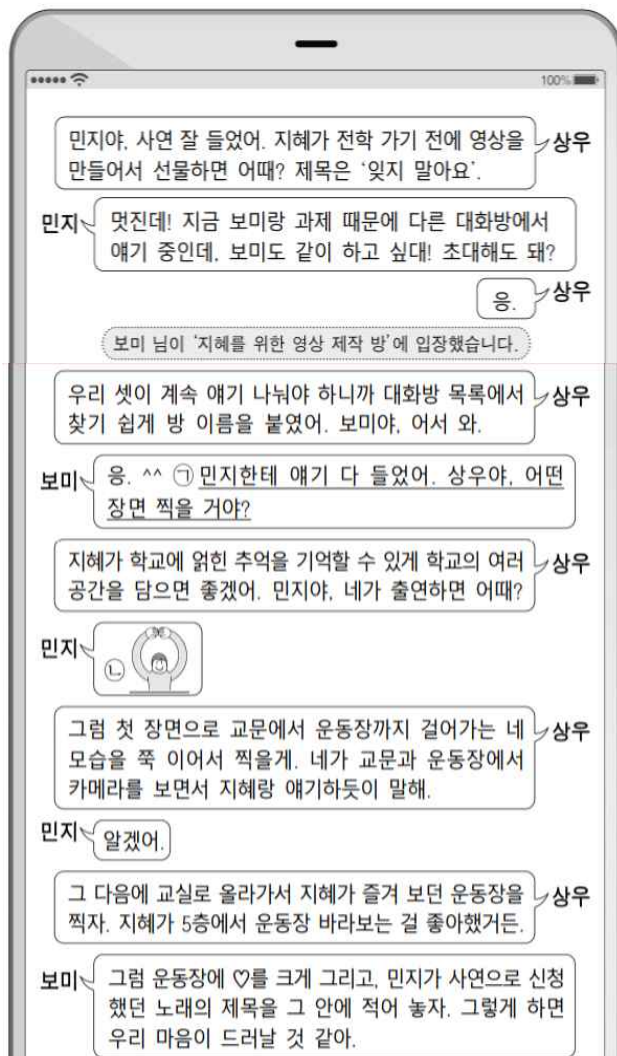 100%
민지야, 사연 잘 들었어. 지혜가 전학 가기 전에 영상을
만들어서 선물하면 어때? 제목은 ‘잊지 말아요’.
상우
민지
멋진데! 지금 보미랑 과제 때문에 다른 대화방에서
얘기 중인데, 보미도 같이 하고 싶대! 초대해도 돼?
응.
상우
보미 님이 ‘지혜를 위한 영상 제작 방’에 입장했습니다.
우리 셋이 계속 얘기 나눠야 하니까 대화방 목록에서
찾기 쉽게 방 이름을 붙였어. 보미야, 어서 와.
상우
보미
응. ^^ ㉠민지한테 얘기 다 들었어. 상우야, 어떤
장면 찍을 거야?
지혜가 학교에 얽힌 추억을 기억할 수 있게 학교의 여러
공간을 담으면 좋겠어. 민지야, 네가 출연하면 어때?
상우
민지
㉡
그럼 첫 장면으로 교문에서 운동장까지 걸어가는 네
모습을 쭉 이어서 찍을게. 네가 교문과 운동장에서
카메라를 보면서 지혜랑 얘기하듯이 말해.
상우
민지
알겠어.
그 다음에 교실로 올라가서 지혜가 즐겨 보던 운동장을
찍자. 지혜가 5층에서 운동장 바라보는 걸 좋아했거든.
상우
보미
그럼 운동장에 ♡를 크게 그리고, 민지가 사연으로 신청
했던 노래의 제목을 그 안에 적어 놓자. 그렇게 하면
우리 마음이 드러날 것 같아.